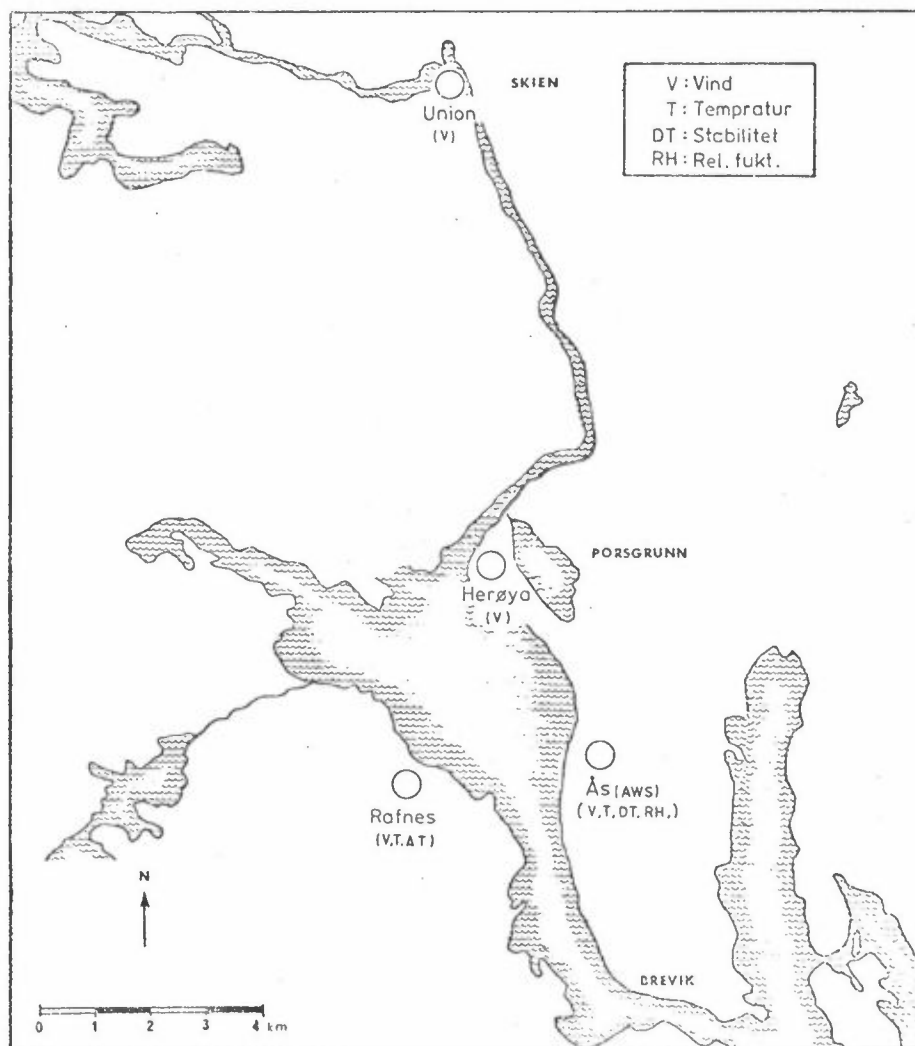 SKIEN
Union
(V)
V : Vind
T : Tempratur
DT : Stabilitet
RH : Rel. fukt.
PORSGRUNN
Herøya
(V)
Ås (AWS)
(V,T,DT,RH,)
Rafnes
(V,T,ΔT)
N
BREVIK
0 1 2 3 4 km